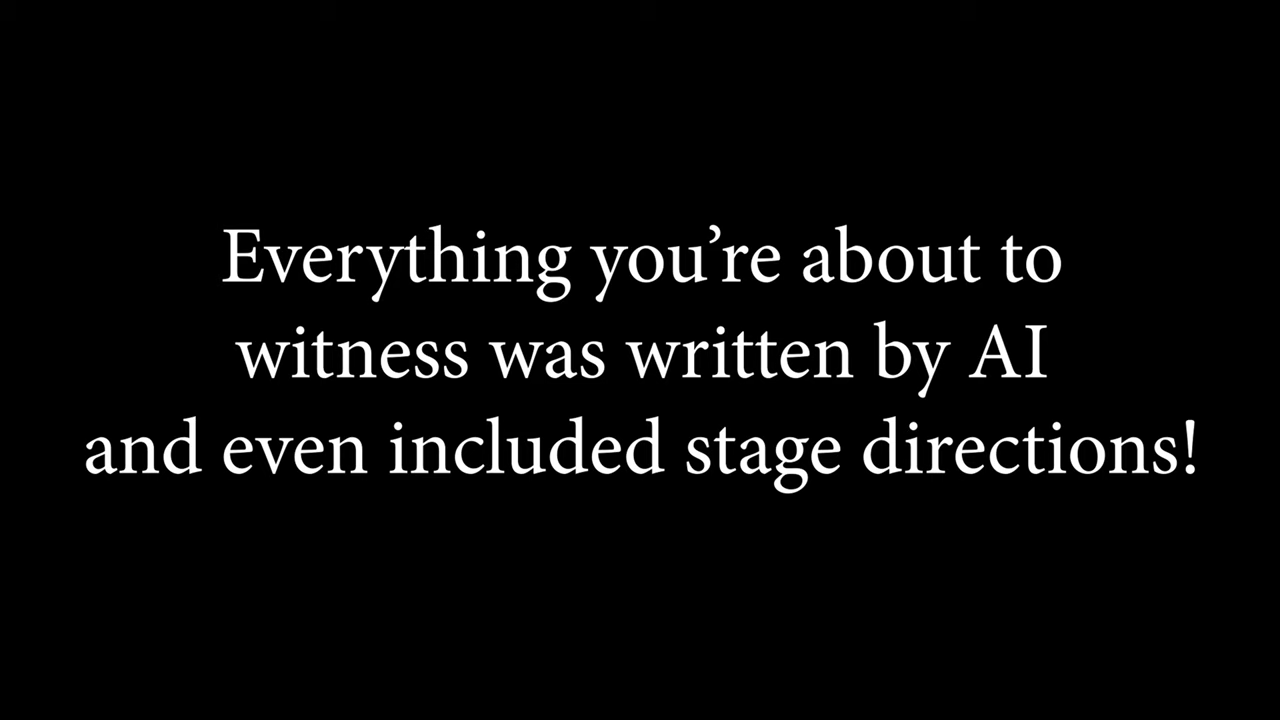 Everything you’re about to
witness was written by AI
and even included stage directions!